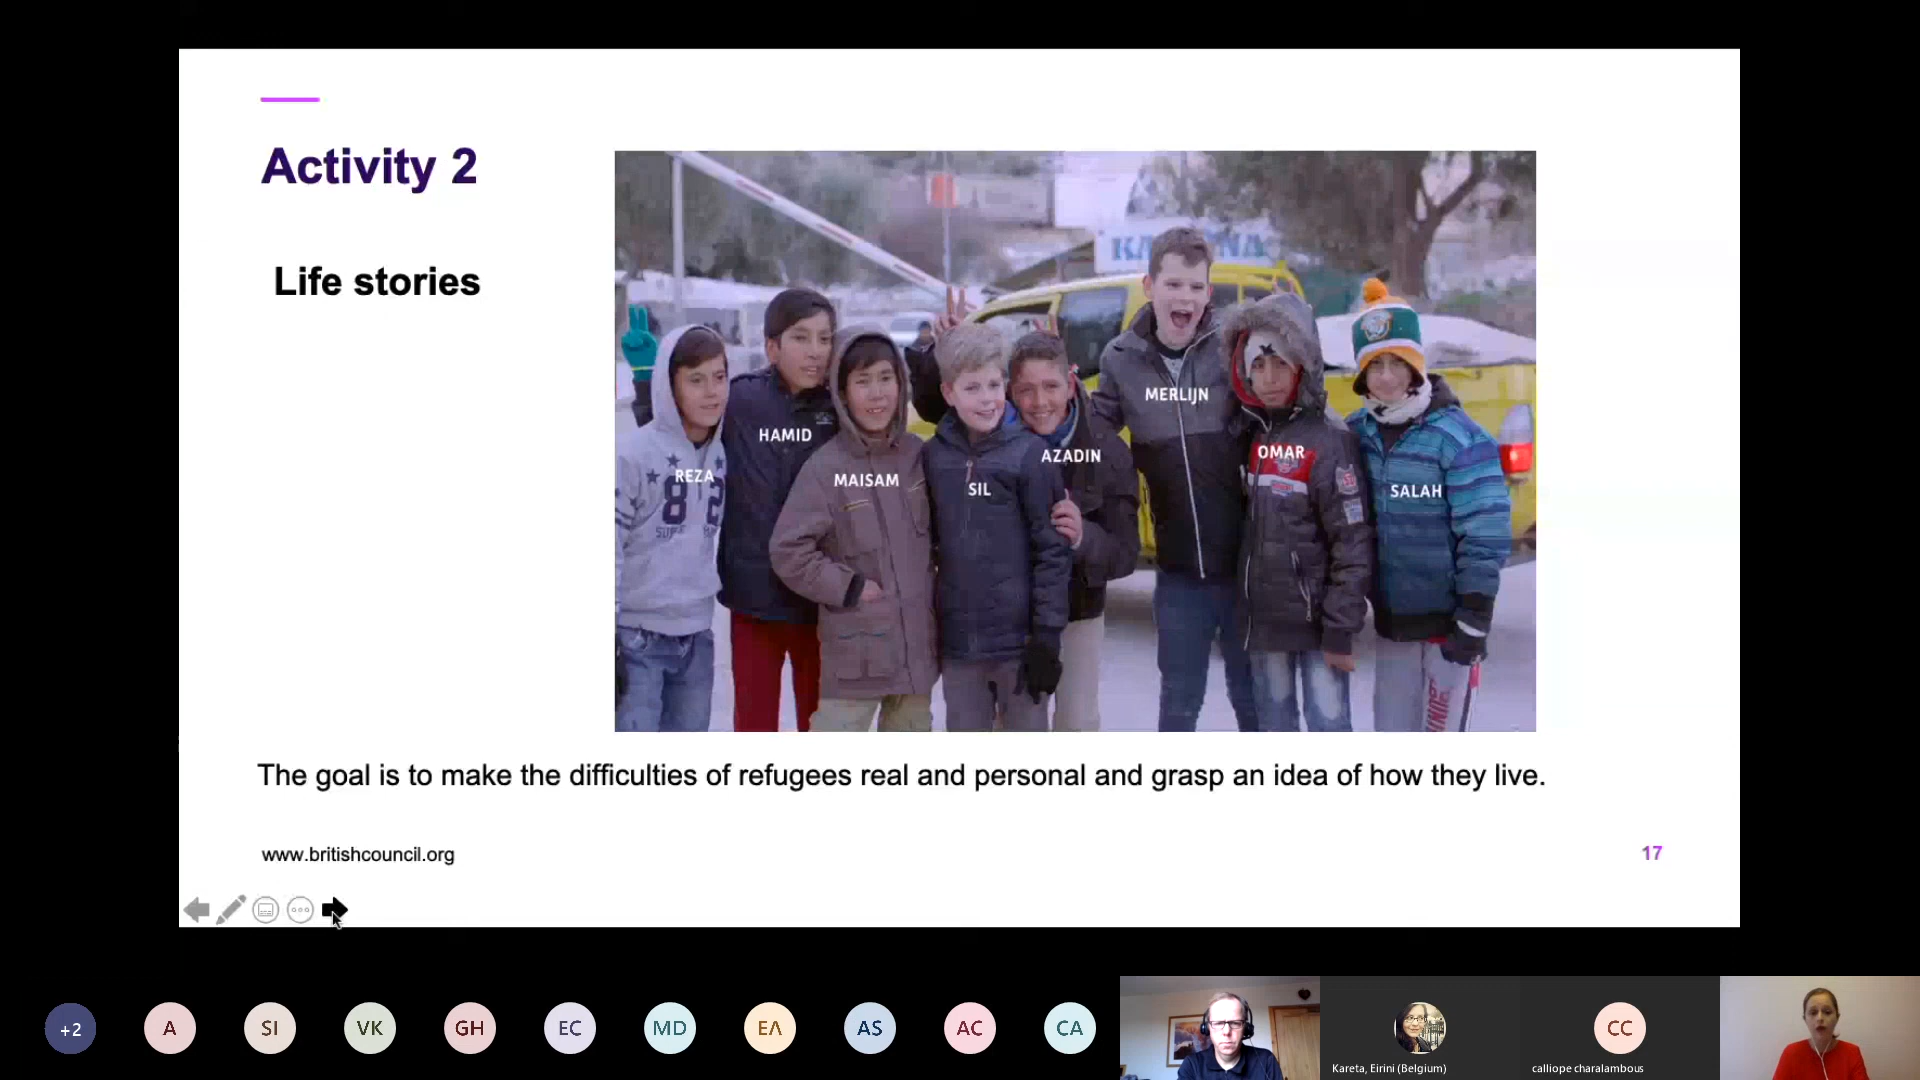 Activity 2
Life stories
REZA
HAMID
MAISAM
SIL
AZADIN
MERLIJN
OMAR
SALAH
The goal is to make the difficulties of refugees real and personal and grasp an idea of how they live.
www.britishcouncil.org
17
+2
A
SI
VK
GH
EC
MD
ΕΛ
AS
AC
CA
Kareta, Eirini (Belgium)
CC
calliope charalambous